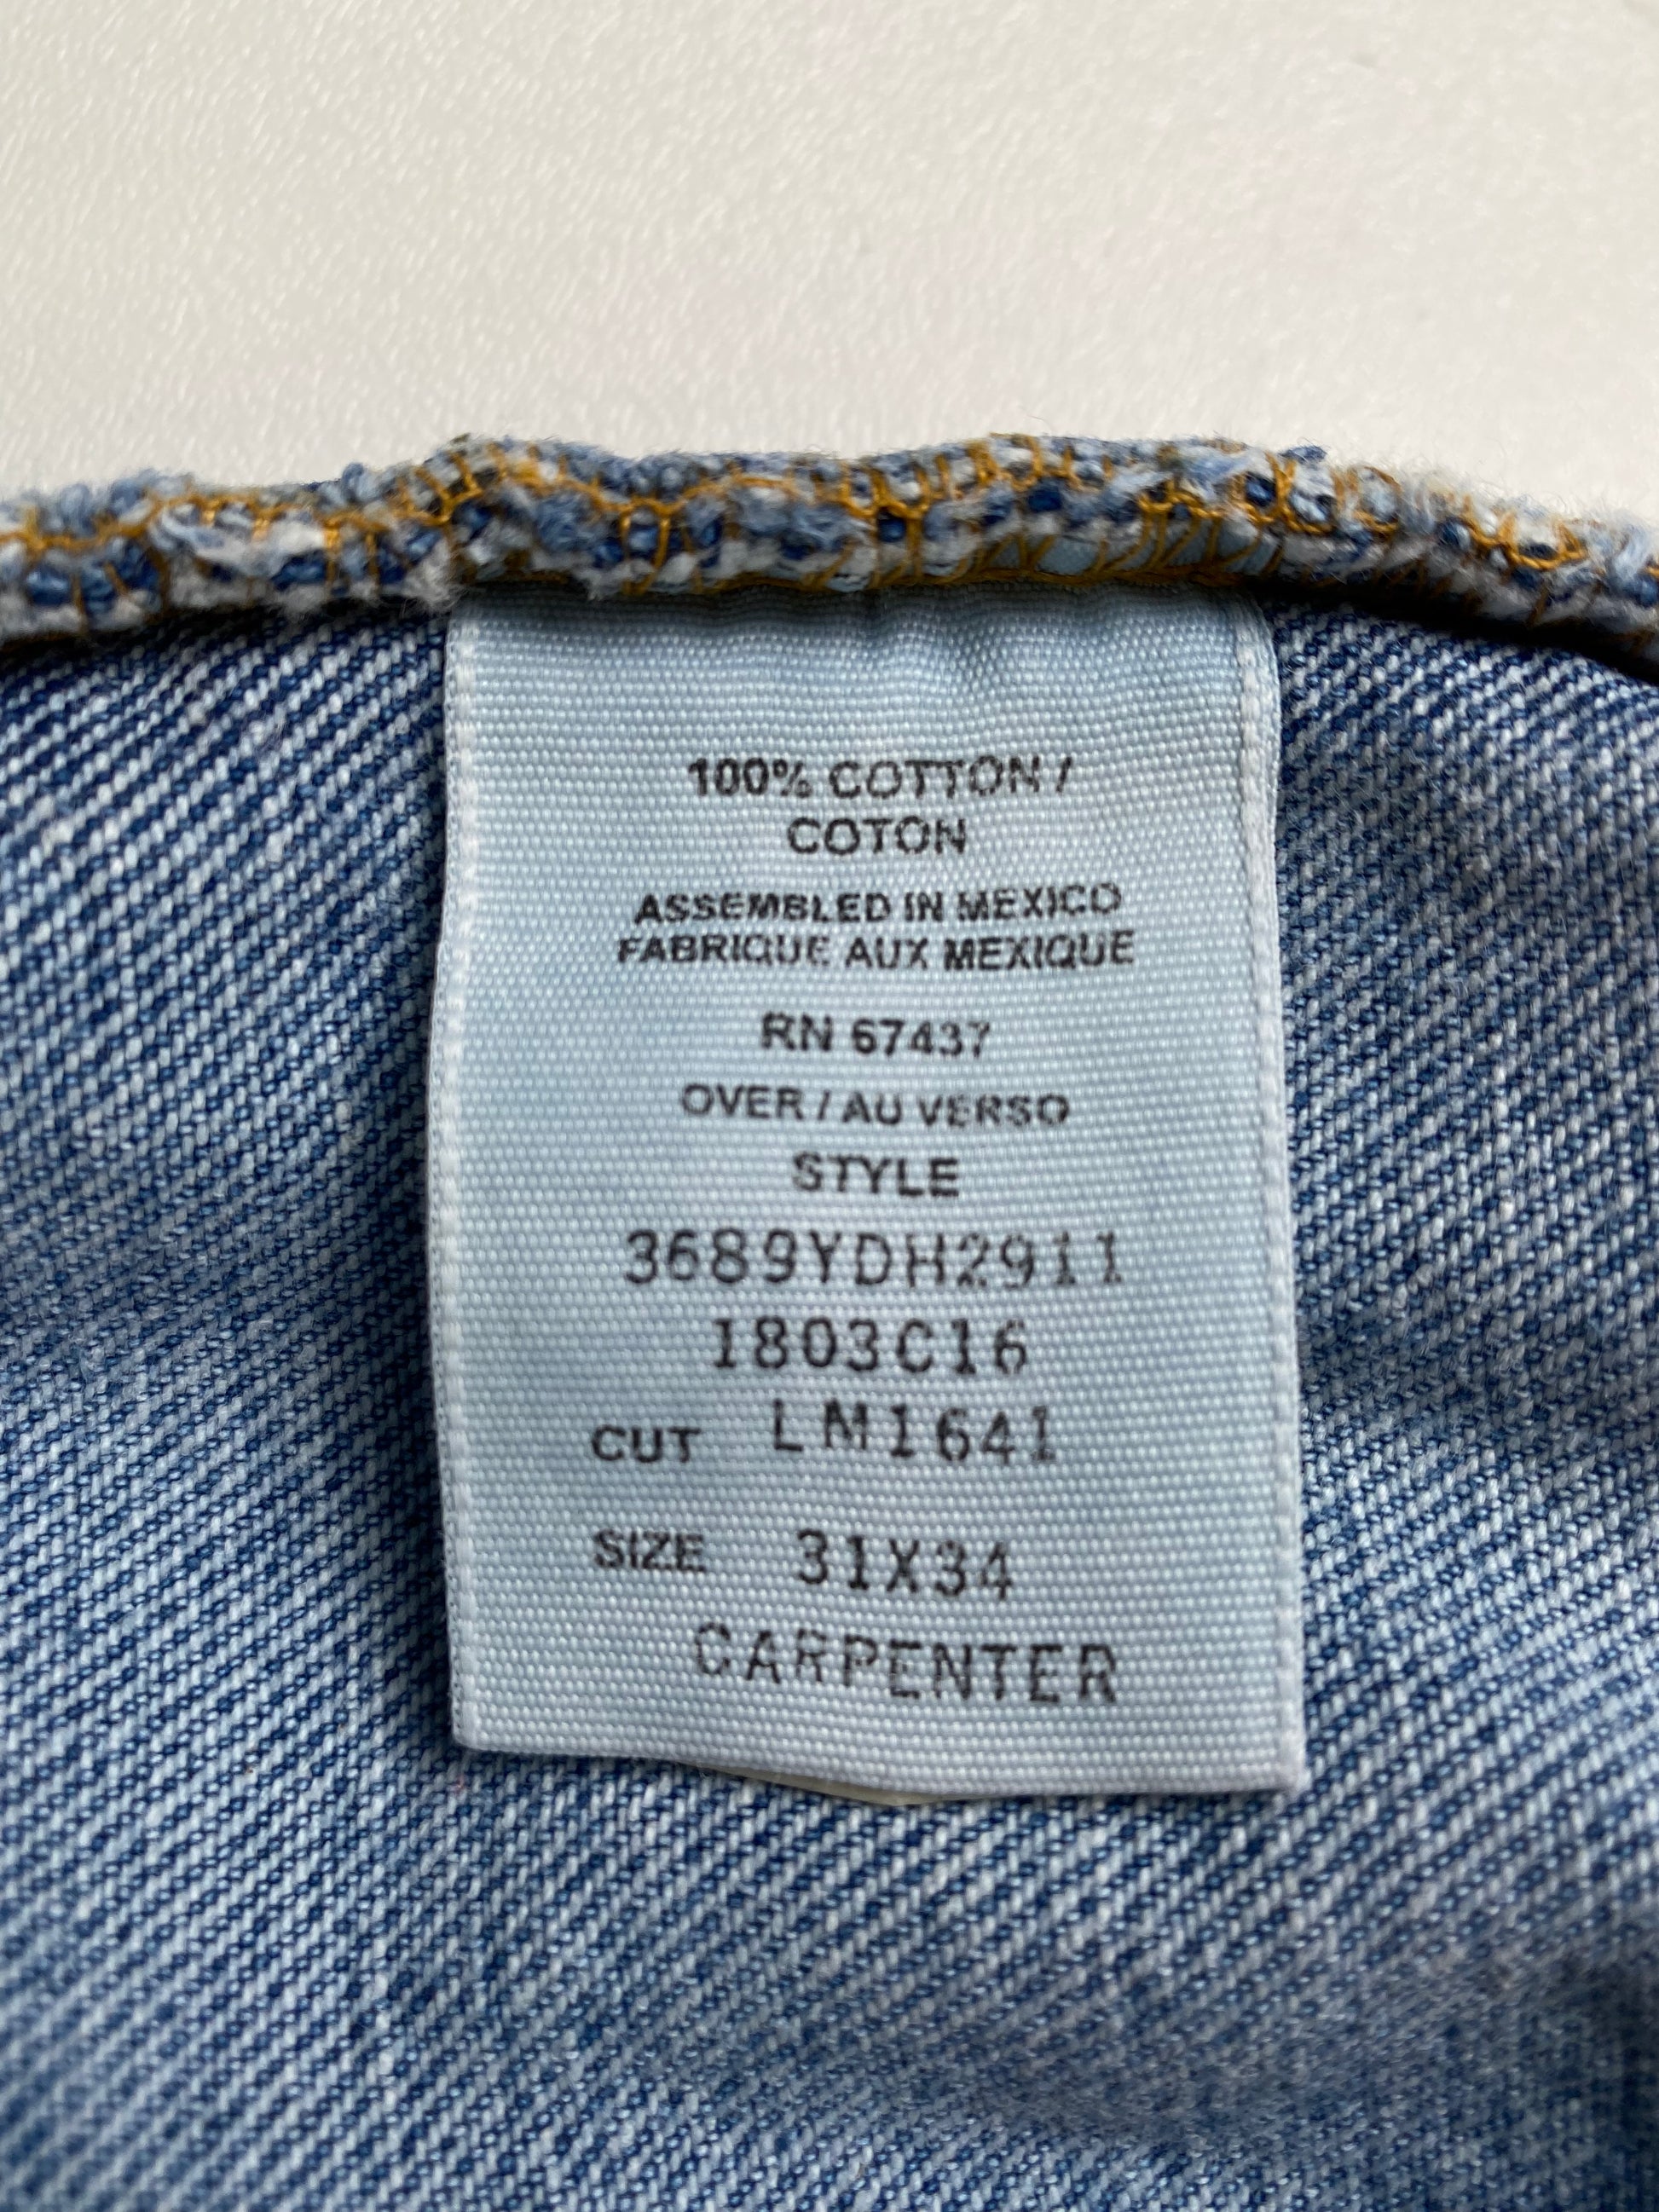 100% COTTON /
COTON
ASSEMBLED IN MEXICO
FABRIQUE AUX MEXIQUE
RN 67437
OVER / AU VERSO
STYLE
3689YDH2911
1803C16
CUT LM1641
SIZE 31X34
CARPENTER